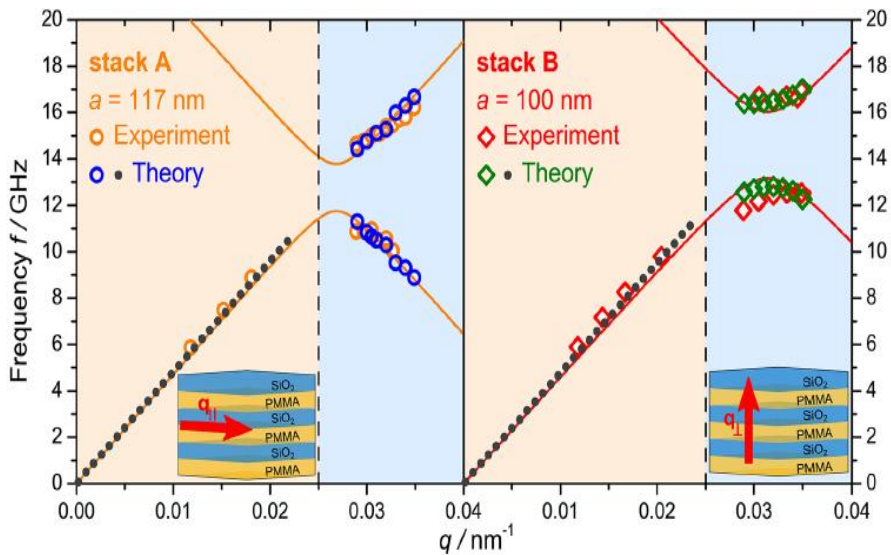 20
18
16
14
12
10
8
6
4
2
0
Frequency f / GHz
stack A
a = 117 nm
Experiment
Theory
SiO₂
PMMA
SiO₂
PMMA
SiO₂
PMMA
q||
0.00
0.01
0.02
0.03
0.04
stack B
a = 100 nm
Experiment
Theory
SiO₂
PMMA
SiO₂
PMMA
SiO₂
PMMA
q⊥
0.01
0.02
0.03
0.04
q / nm⁻¹
20
18
16
14
12
10
8
6
4
2
0